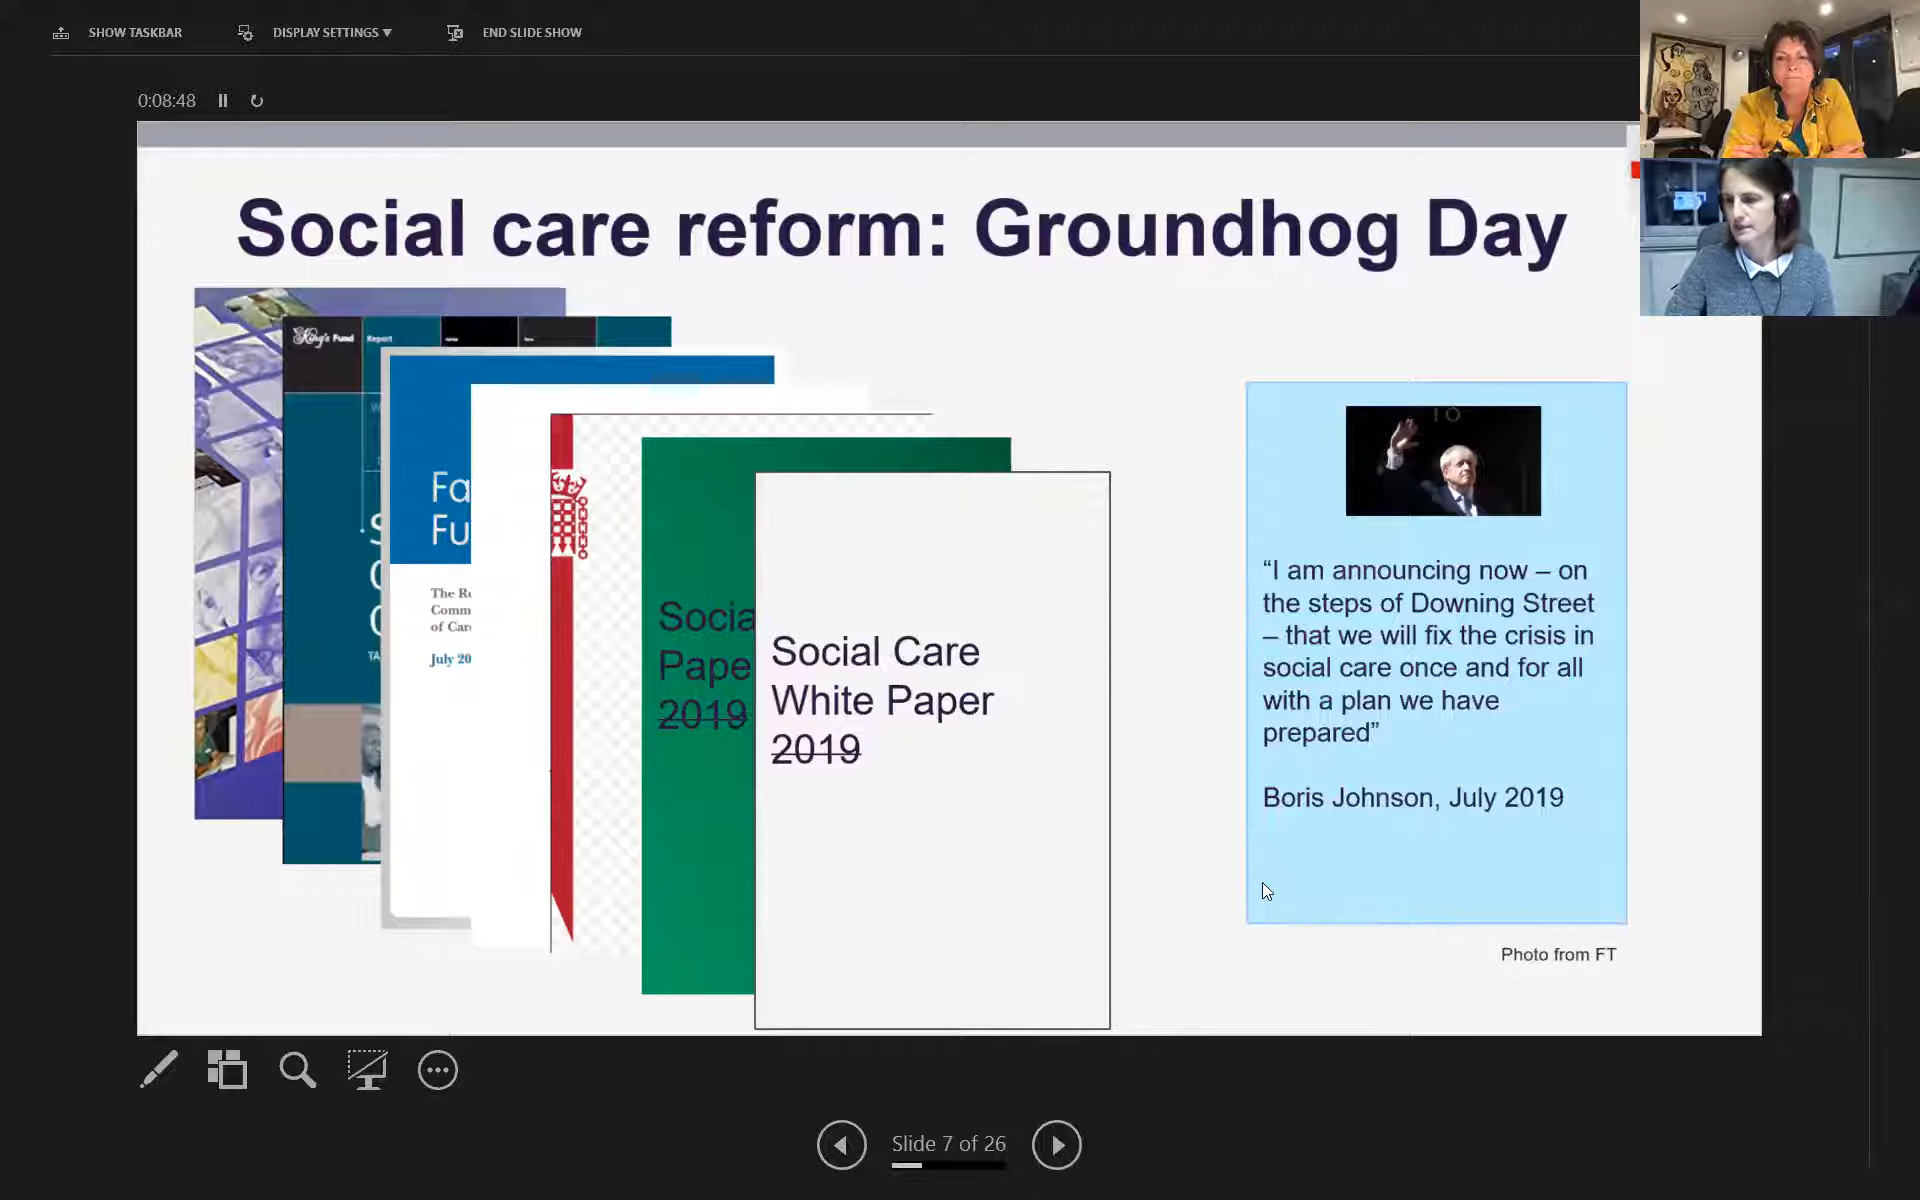 SHOW TASKBAR
DISPLAY SETTINGS ▼
END SLIDE SHOW
0:08:48
Social care reform: Groundhog Day
King's Fund
Report
Fa
Fu
The Re
Comm
of Car
July 20
TA
Socia
Pape
2019
Social Care
White Paper
2019
10
“I am announcing now – on
the steps of Downing Street
– that we will fix the crisis in
social care once and for all
with a plan we have
prepared”
Boris Johnson, July 2019
Photo from FT
Slide 7 of 26